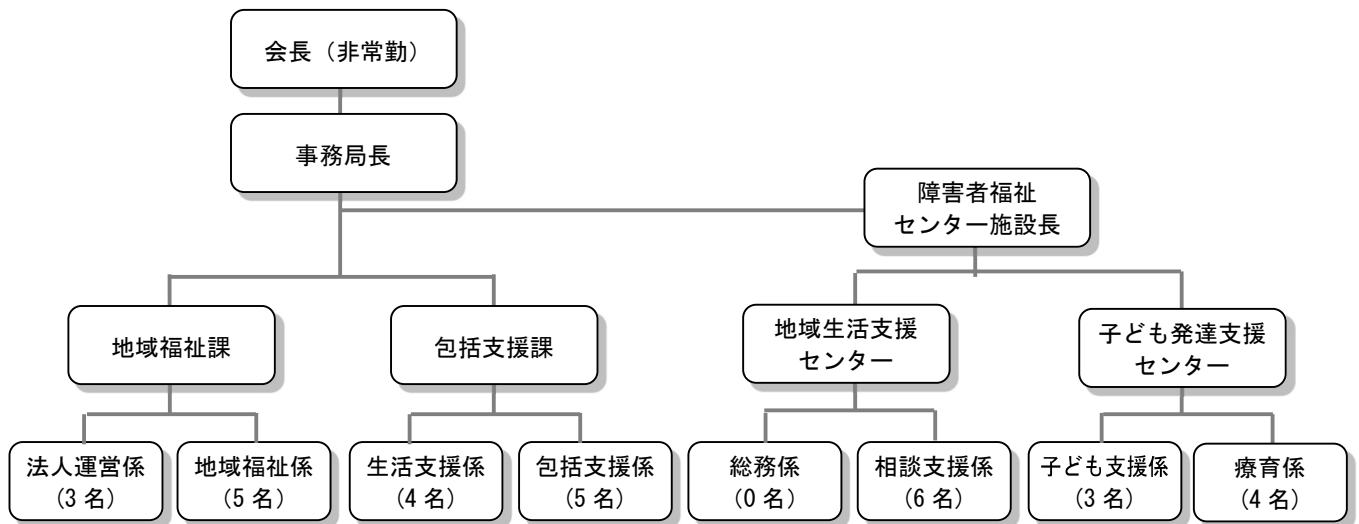 会長（非常勤）
事務局長
障害者福祉
センター施設長
地域福祉課
包括支援課
地域生活支援
センター
子ども発達支援
センター
法人運営係
（3 名）
地域福祉係
（5 名）
生活支援係
（4 名）
包括支援係
（5 名）
総務係
（0 名）
相談支援係
（6 名）
子ども支援係
（3 名）
療育係
（4 名）